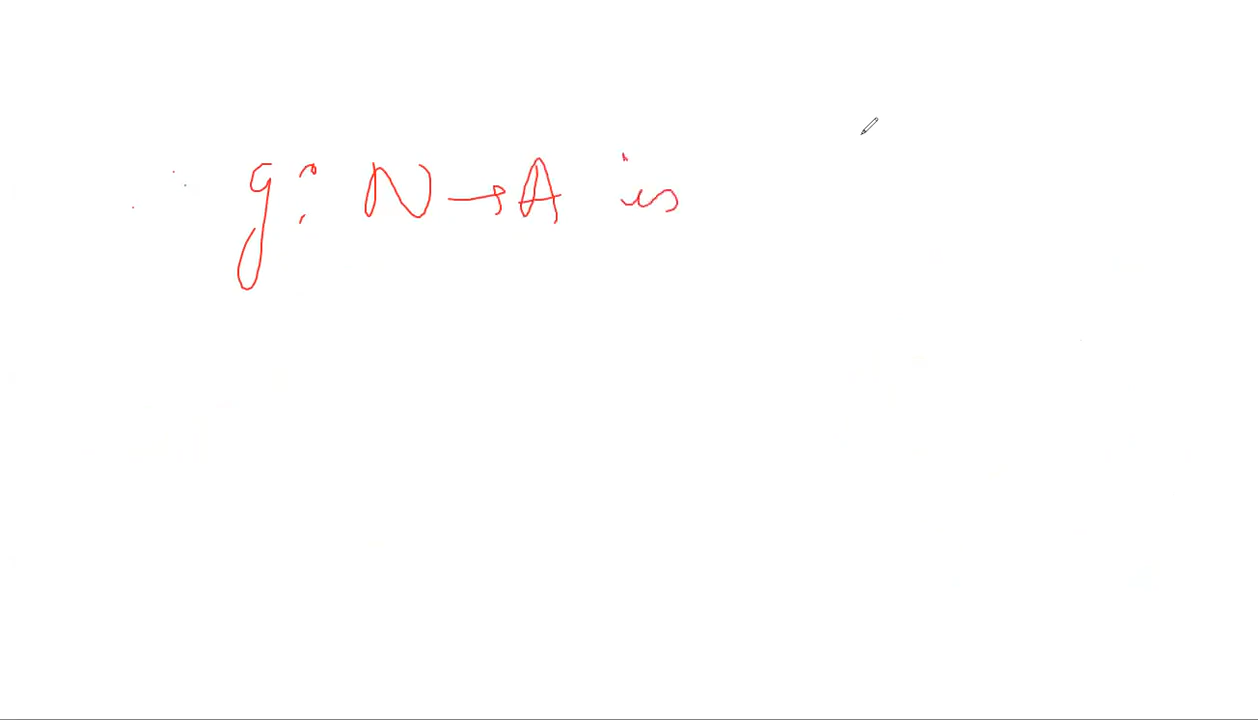 ∴ g: N → A is